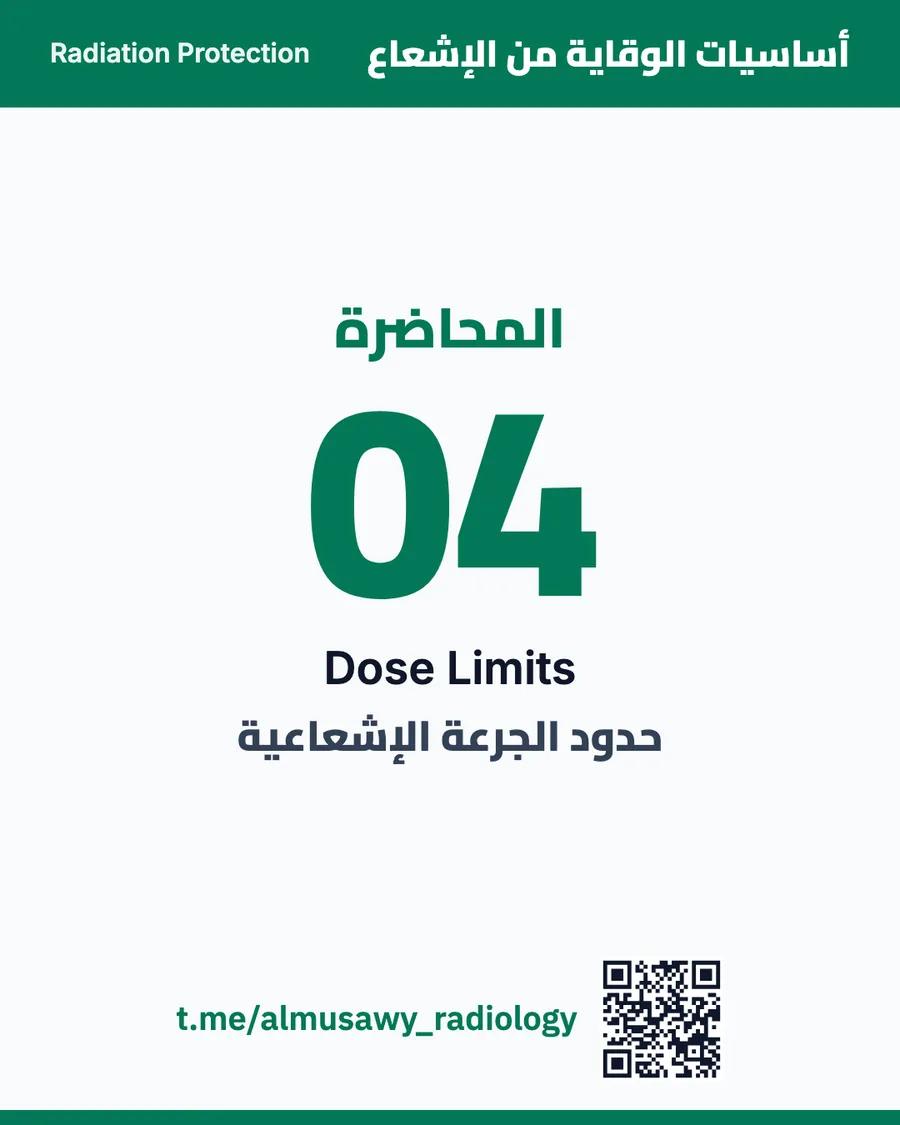 أساسيات الوقاية من الإشعاع
Radiation Protection
المحاضرة
04
Dose Limits
حدود الجرعة الإشعاعية
t.me/almusawy_radiology